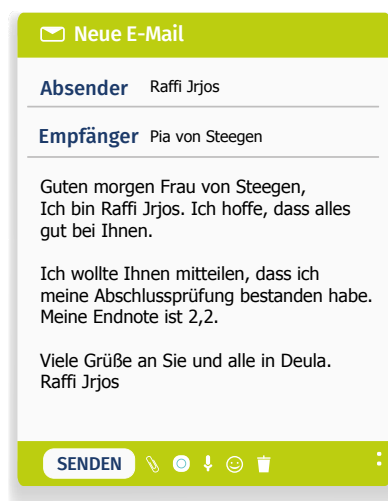 Neue E-Mail
Absender Raffi Jrjos
Empfänger Pia von Steegen
Guten morgen Frau von Steegen,
Ich bin Raffi Jrjos. Ich hoffe, dass alles
gut bei Ihnen.
Ich wollte Ihnen mitteilen, dass ich
meine Abschlussprüfung bestanden habe.
Meine Endnote ist 2,2.
Viele Grüße an Sie und alle in Deula.
Raffi Jrjos
SENDEN